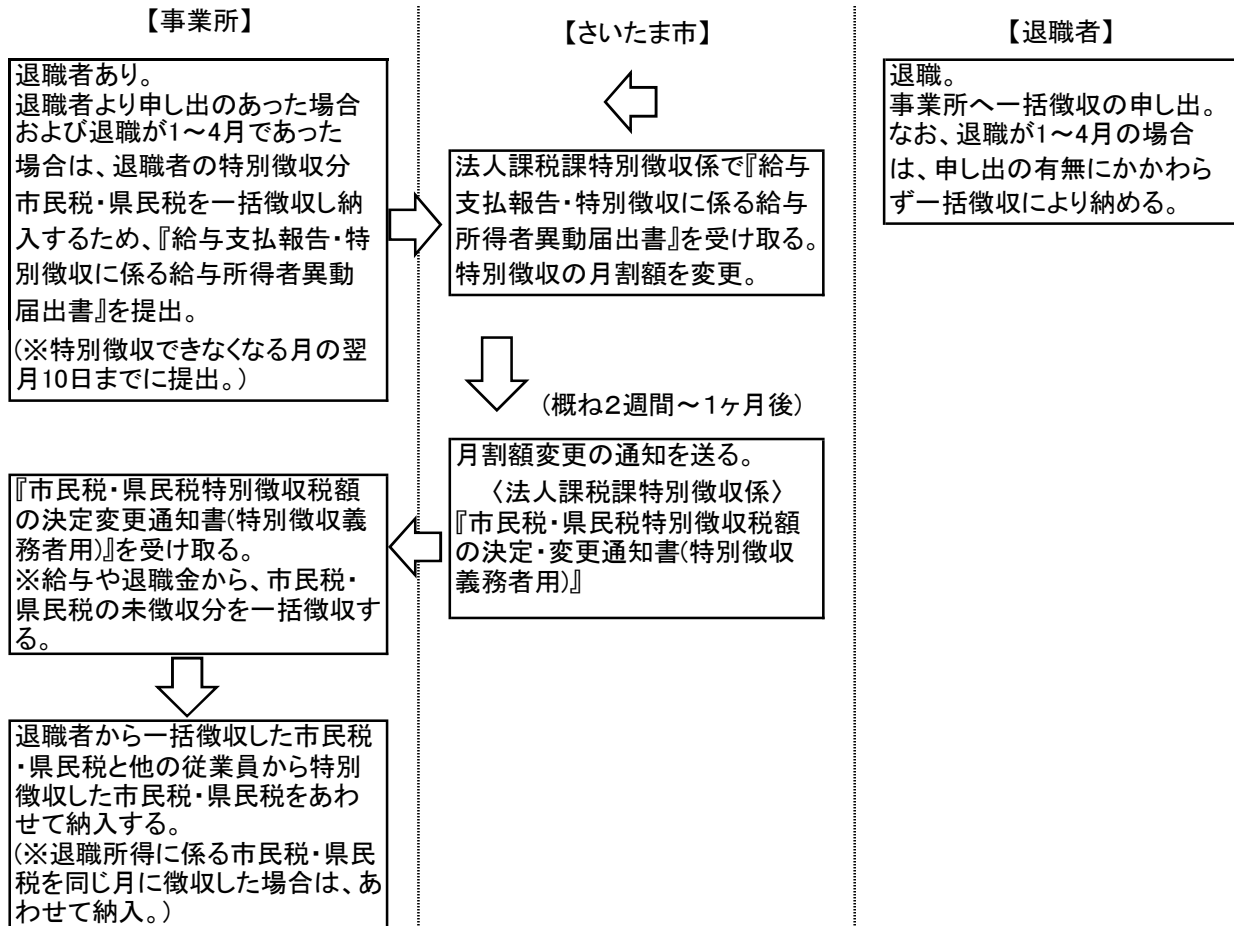 【事業所】
退職者あり。
退職者より申し出のあった場合
および退職が1～4月であった
場合は、退職者の特別徴収分
市民税・県民税を一括徴収し納
入するため、『給与支払報告・特
別徴収に係る給与所得者異動
届出書』を提出。
(※特別徴収できなくなる月の翌
月10日までに提出。)
『市民税・県民税特別徴収税額
の決定変更通知書(特別徴収義
務者用)』を受け取る。
※給与や退職金から、市民税・
県民税の未徴収分を一括徴収す
る。
退職者から一括徴収した市民税
・県民税と他の従業員から特別
徴収した市民税・県民税をあわ
せて納入する。
(※退職所得に係る市民税・県民
税を同じ月に徴収した場合は、あ
わせて納入。)
【さいたま市】
法人課税課特別徴収係で『給与
支払報告・特別徴収に係る給与
所得者異動届出書』を受け取る。
特別徴収の月割額を変更。
(概ね２週間～１ヶ月後)
月割額変更の通知を送る。
〈法人課税課特別徴収係〉
『市民税・県民税特別徴収税額
の決定・変更通知書(特別徴収
義務者用)』
【退職者】
退職。
事業所へ一括徴収の申し出。
なお、退職が1～4月の場合
は、申し出の有無にかかわら
ず一括徴収により納める。